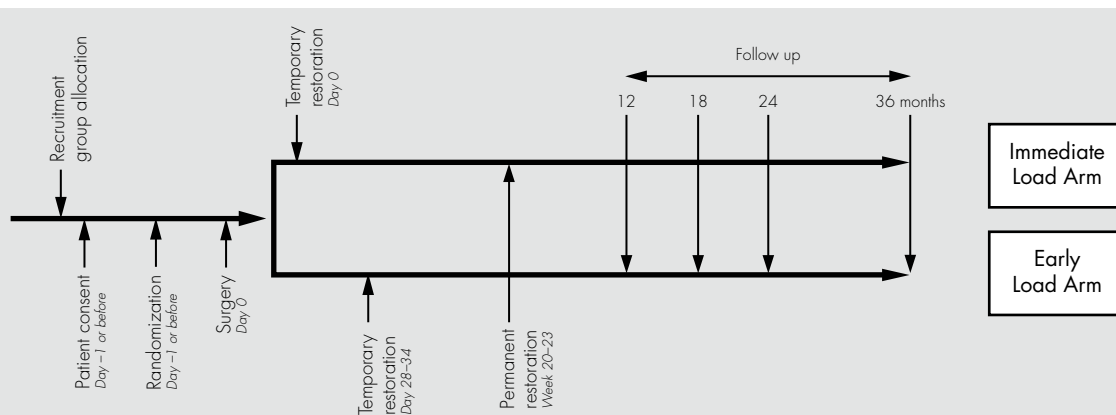 Recruitment
group allocation
Patient consent
Day –1 or before
Randomization
Day –1 or before
Surgery
Day 0
Temporary
restoration
Day 0
Temporary
restoration
Day 28–34
Permanent
restoration
Week 20–23
Follow up
12
18
24
36 months
Immediate
Load Arm
Early
Load Arm